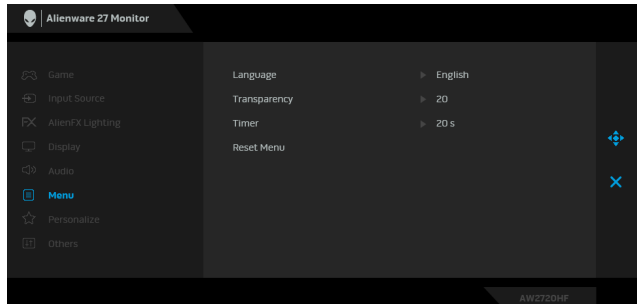 Alienware 27 Monitor
Game
Input Source
AlienFX Lighting
Display
Audio
Menu
Personalize
Others
Language English
Transparency 20
Timer 20 s
Reset Menu
AW2720HF